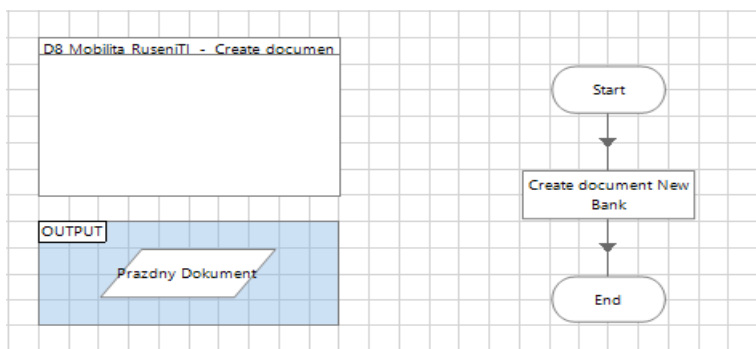 D8 Mobilita RuseniTI - Create documen
Start
Create document New
Bank
OUTPUT
Prazdny Dokument
End